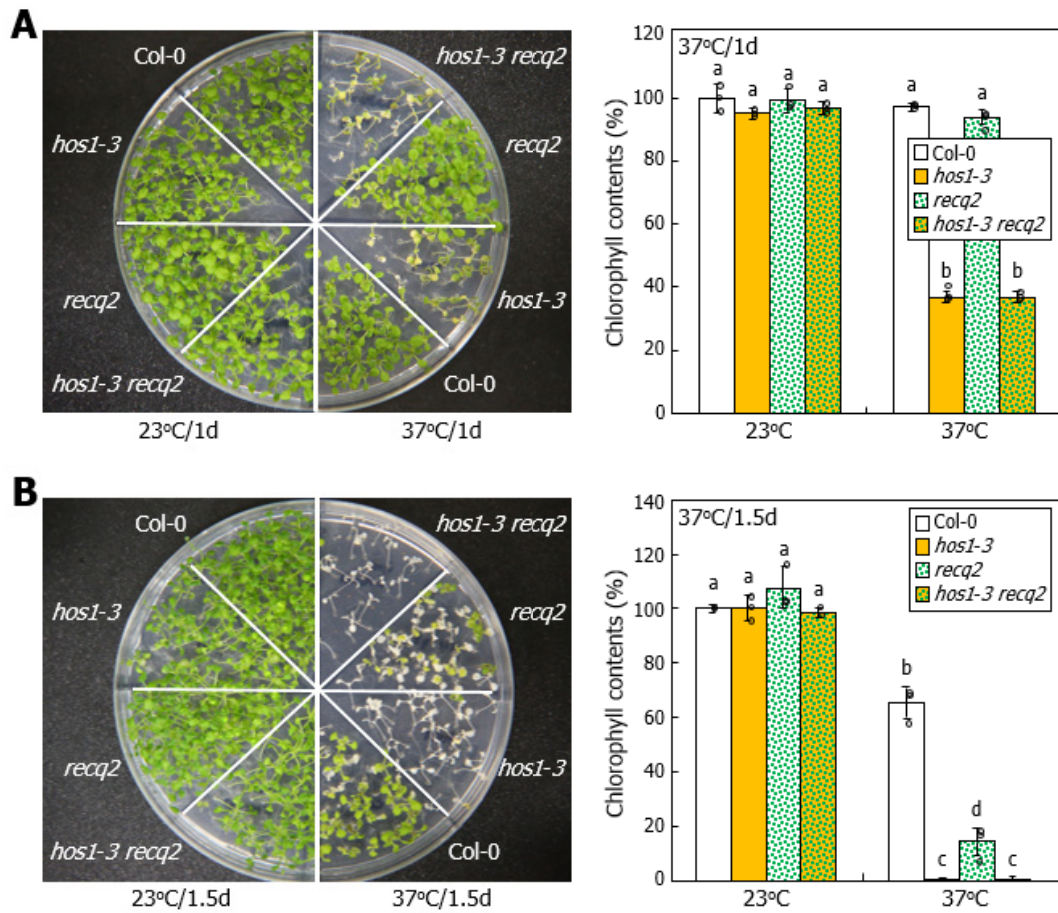 A
Col-0
hos1-3 recq2
hos1-3
recq2
recq2
hos1-3
hos1-3 recq2
Col-0
23ºC/1d
37ºC/1d
37ºC/1d
Chlorophyll contents (%)
120
100
80
60
40
20
0
a
a
a
a
a
a
b
b
Col-0
hos1-3
recq2
hos1-3 recq2
23ºC
37ºC
B
Col-0
hos1-3 recq2
hos1-3
recq2
recq2
hos1-3
hos1-3 recq2
Col-0
23ºC/1.5d
37ºC/1.5d
37ºC/1.5d
Chlorophyll contents (%)
140
120
100
80
60
40
20
0
a
a
a
a
b
c
d
c
Col-0
hos1-3
recq2
hos1-3 recq2
23ºC
37ºC